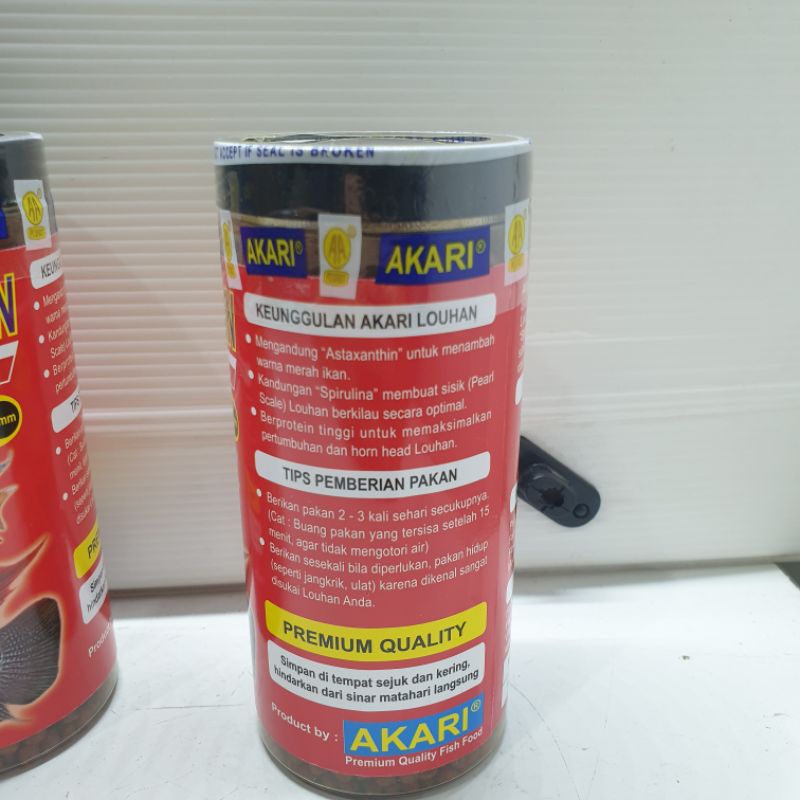 CCEPT IF SEAL IS BROKEN
AKARI®
AKARI®
KEUNGGULAN AKARI LOUHAN
• Mengandung "Astaxanthin" untuk menambah
warna merah ikan.
• Kandungan "Spirulina" membuat sisik (Pearl
Scale) Louhan berkilau secara optimal.
• Berprotein tinggi untuk memaksimalkan
pertumbuhan dan horn head Louhan.
TIPS PEMBERIAN PAKAN
• Berikan pakan 2 - 3 kali sehari secukupnya.
(Cat : Buang pakan yang tersisa setelah 15
menit, agar tidak mengotori air)
• Berikan sesekali bila diperlukan, pakan hidup
(seperti jangkrik, ulat) karena dikenal sangat
disukai Louhan Anda.
PREMIUM QUALITY
Simpan di tempat sejuk dan kering,
hindarkan dari sinar matahari langsung
Product by : AKARI®
Premium Quality Fish Food